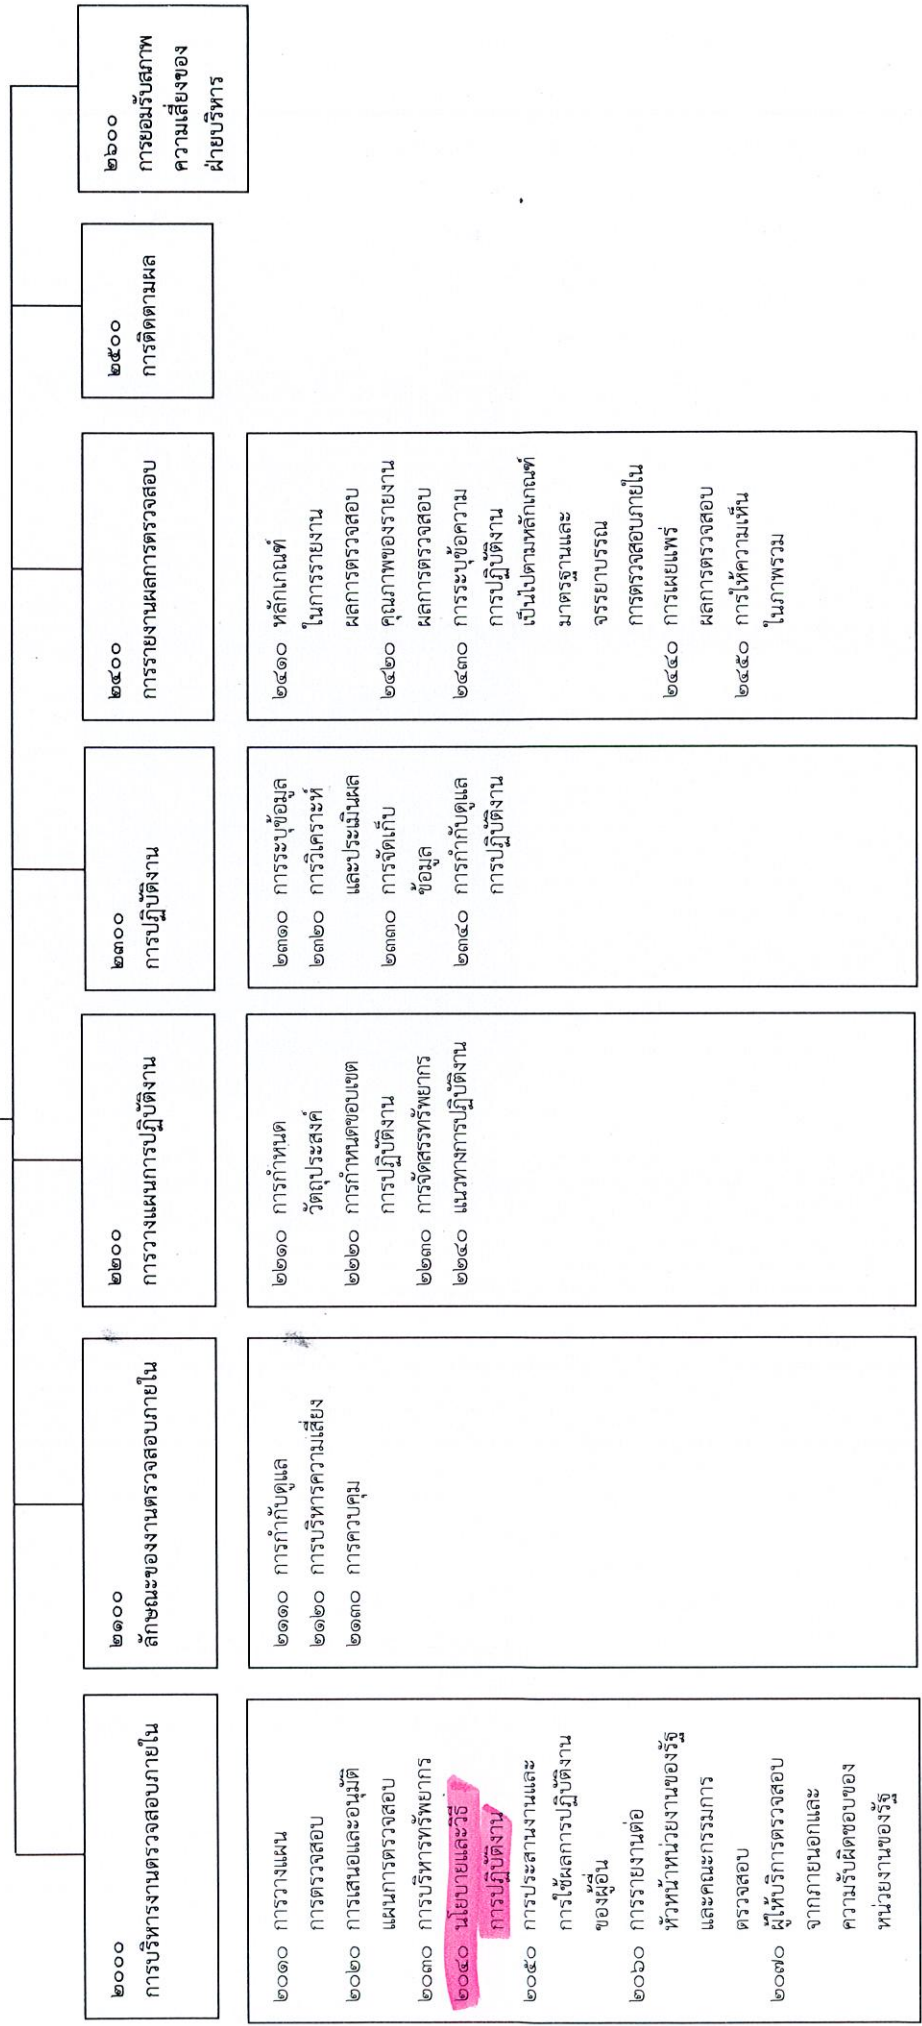 ๒๐๐๐
การบริหารงานตรวจสอบภายใน
๒๐๑๐ การวางแผน
การตรวจสอบ
๒๐๒๐ การเสนอและอนุมัติ
แผนการตรวจสอบ
๒๐๓๐ การบริหารทรัพยากร
๒๐๔๐ นโยบายและวิธี
การปฏิบัติงาน
๒๐๕๐ การประสานงานและ
การใช้ผลการปฏิบัติงาน
ของผู้อื่น
๒๐๖๐ การรายงานต่อ
หัวหน้าหน่วยงานของรัฐ
และคณะกรรมการ
ตรวจสอบ
๒๐๗๐ ผู้ให้บริการตรวจสอบ
จากภายนอกและ
ความรับผิดชอบของ
หน่วยงานของรัฐ
๒๑๐๐
ลักษณะของงานตรวจสอบภายใน
๒๑๑๐ การกำกับดูแล
๒๑๒๐ การบริหารความเสี่ยง
๒๑๓๐ การควบคุม
๒๒๐๐
การวางแผนการปฏิบัติงาน
๒๒๑๐ การกำหนด
วัตถุประสงค์
๒๒๒๐ การกำหนดขอบเขต
การปฏิบัติงาน
๒๒๓๐ การจัดสรรทรัพยากร
๒๒๔๐ แนวทางการปฏิบัติงาน
๒๓๐๐
การปฏิบัติงาน
๒๓๑๐ การระบุข้อมูล
๒๓๒๐ การวิเคราะห์
และประเมินผล
๒๓๓๐ การจัดเก็บ
ข้อมูล
๒๓๔๐ การกำกับดูแล
การปฏิบัติงาน
๒๔๐๐
การรายงานผลการตรวจสอบ
๒๔๑๐ หลักเกณฑ์
ในการรายงาน
ผลการตรวจสอบ
๒๔๒๐ คุณภาพของรายงาน
ผลการตรวจสอบ
๒๔๓๐ การระบุข้อความ
การปฏิบัติงาน
เป็นไปตามหลักเกณฑ์
มาตรฐานและ
จรรยาบรรณ
การตรวจสอบภายใน
๒๔๔๐ การเผยแพร่
ผลการตรวจสอบ
๒๔๕๐ การให้ความเห็น
ในภาพรวม
๒๕๐๐
การติดตามผล
๒๖๐๐
การยอมรับสภาพ
ความเสี่ยงของ
ฝ่ายบริหาร